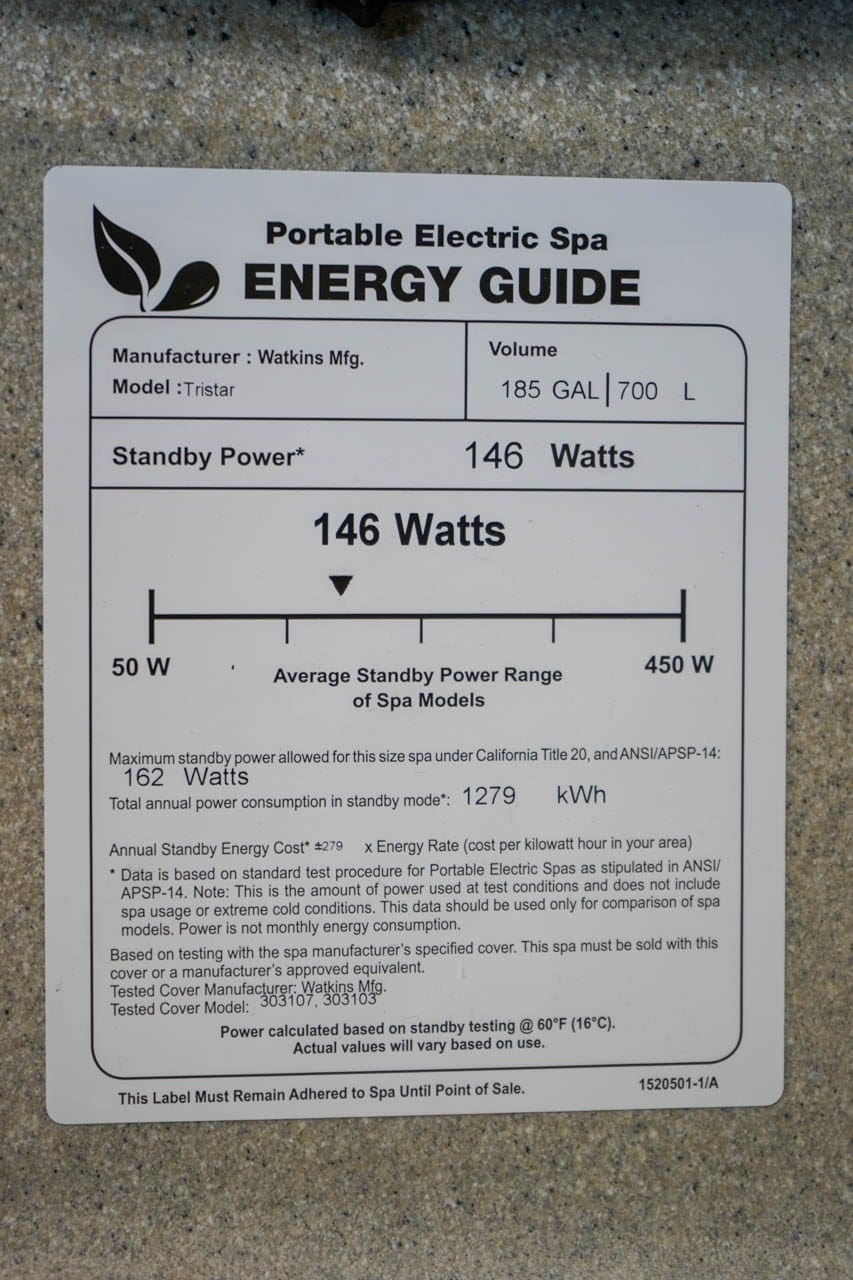 Portable Electric Spa
ENERGY GUIDE
Manufacturer : Watkins Mfg.
Model : Tristar
Volume
185 GAL | 700 L
Standby Power* 146 Watts
146 Watts
50 W 450 W
Average Standby Power Range
of Spa Models
Maximum standby power allowed for this size spa under California Title 20, and ANSI/APSP-14:
162 Watts
Total annual power consumption in standby mode*: 1279 kWh
Annual Standby Energy Cost* x Energy Rate (cost per kilowatt hour in your area)
* Data is based on standard test procedure for Portable Electric Spas as stipulated in ANSI/
APSP-14. Note: This is the amount of power used at test conditions and does not include
spa usage or extreme cold conditions. This data should be used only for comparison of spa
models. Power is not monthly energy consumption.
Based on testing with the spa manufacturer's specified cover. This spa must be sold with this
cover or a manufacturer's approved equivalent.
Tested Cover Manufacturer: Watkins Mfg.
Tested Cover Model: 303107, 303103
Power calculated based on standby testing @ 60°F (16°C).
Actual values will vary based on use.
This Label Must Remain Adhered to Spa Until Point of Sale.
1520501-1/A